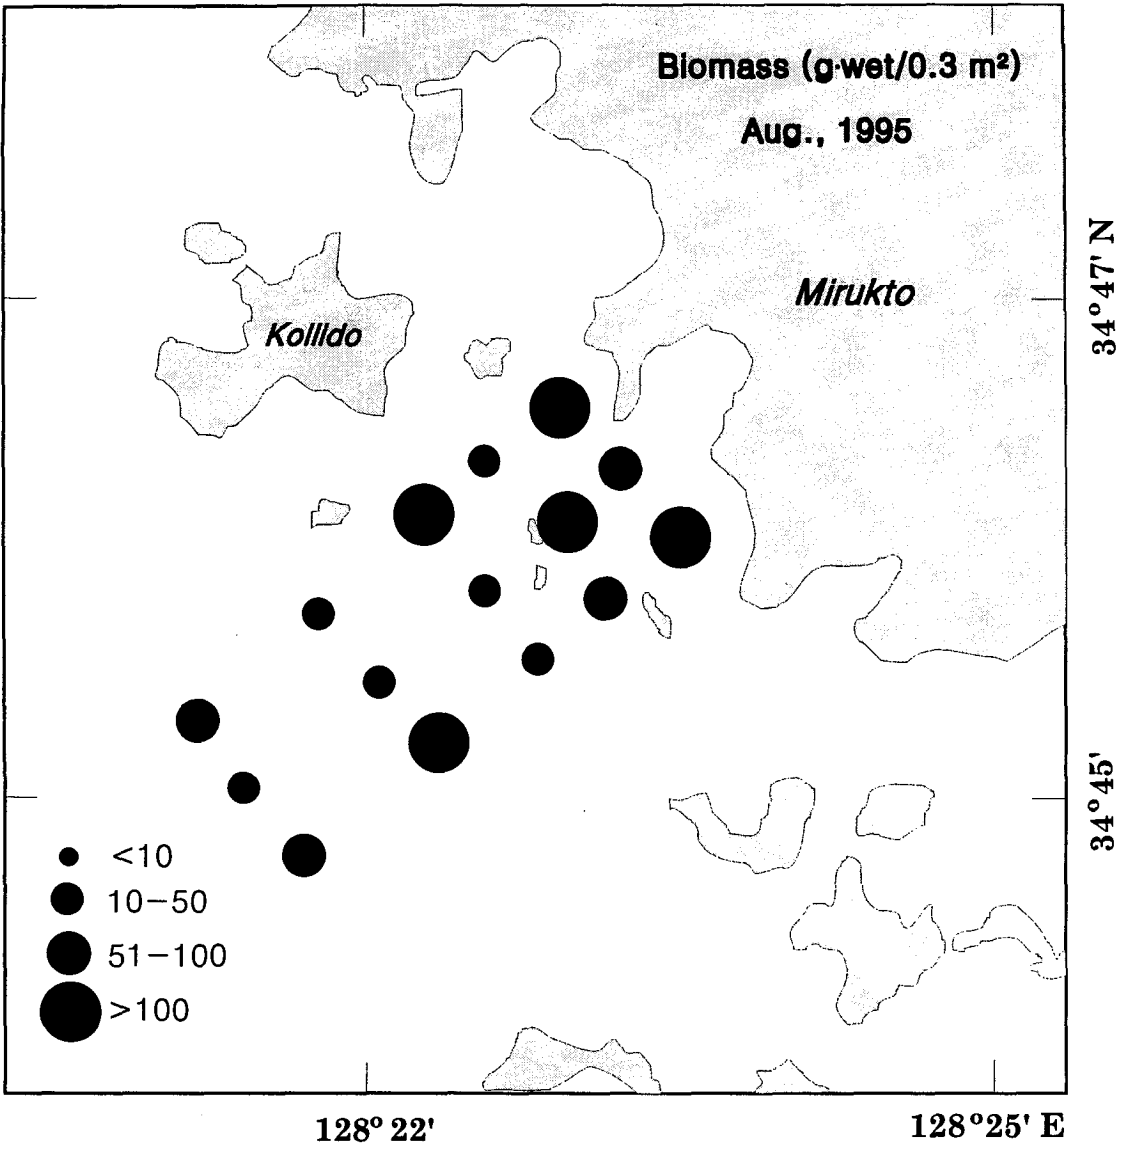 Biomass (g·wet/0.3 m²)
Aug., 1995
Mirukto
Kollldo
34°47' N
34°45'
<10
10-50
51-100
>100
128° 22'
128°25' E